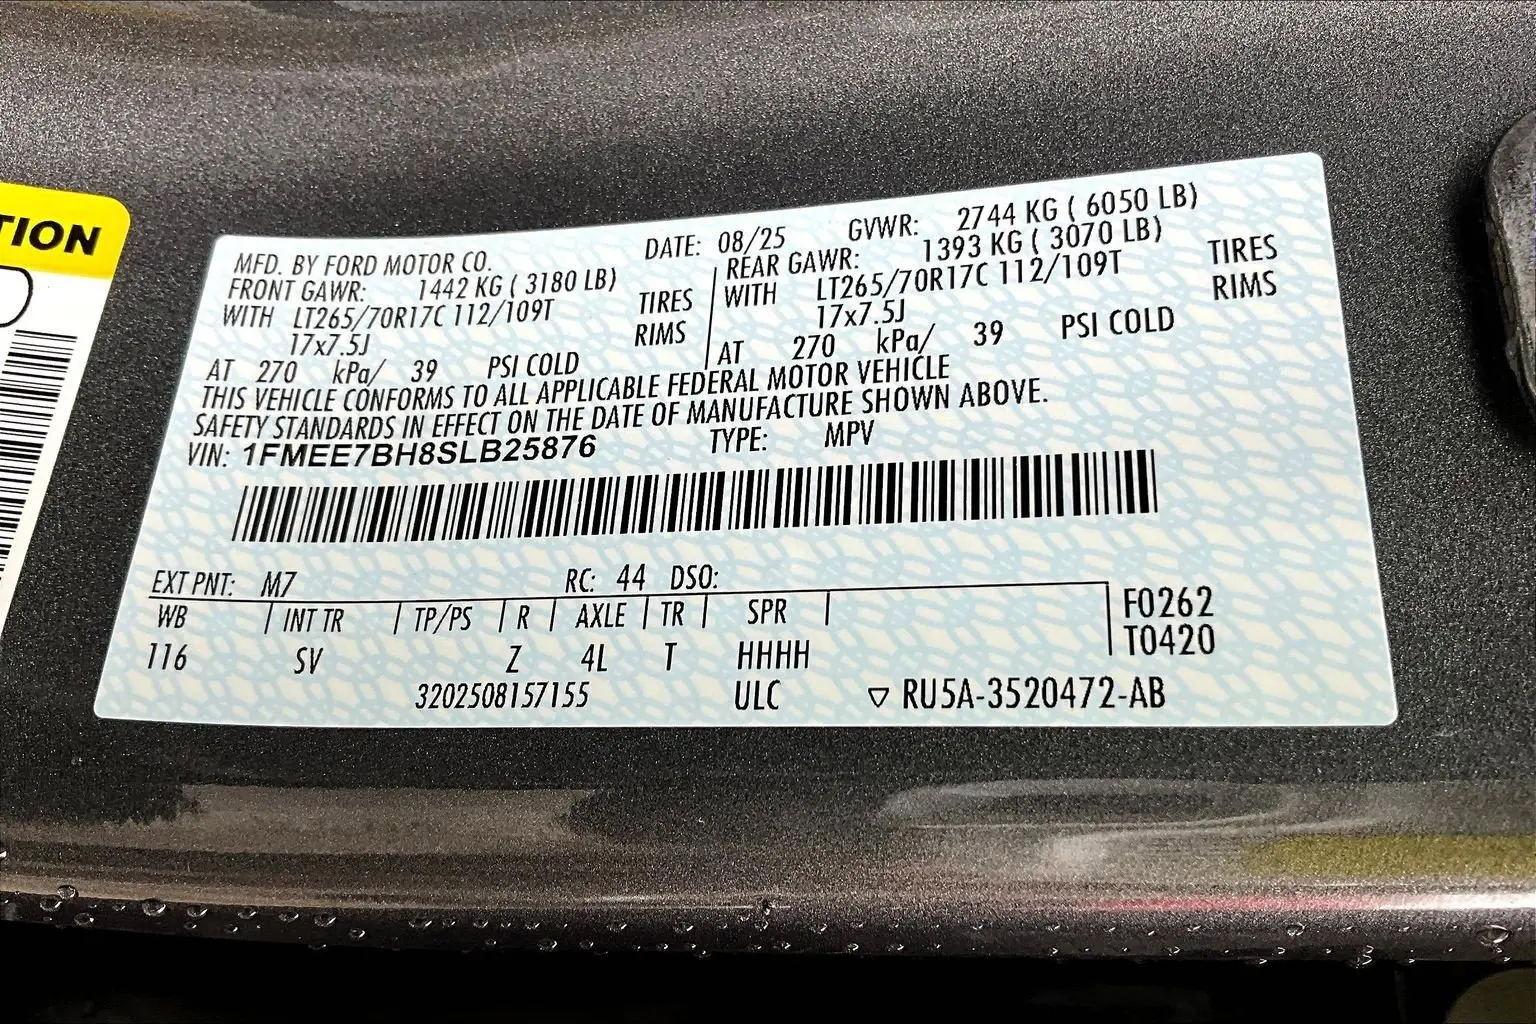 TION
MFD. BY FORD MOTOR CO. DATE: 08/25 GVWR: 2744 KG ( 6050 LB)
FRONT GAWR: 1442 KG ( 3180 LB) REAR GAWR: 1393 KG ( 3070 LB)
WITH LT265/70R17C 112/109T TIRES WITH LT265/70R17C 112/109T TIRES
17x7.5J RIMS 17x7.5J RIMS
AT 270 kPa/ 39 PSI COLD AT 270 kPa/ 39 PSI COLD
THIS VEHICLE CONFORMS TO ALL APPLICABLE FEDERAL MOTOR VEHICLE
SAFETY STANDARDS IN EFFECT ON THE DATE OF MANUFACTURE SHOWN ABOVE.
VIN: 1FMEE7BH8SLB25876 TYPE: MPV
EXT PNT: M7 RC: 44 DSO:
WB INT TR TP/PS R AXLE TR SPR F0262
116 SV Z 4L T HHHH T0420
3202508157155 ULC ▽ RU5A-3520472-AB